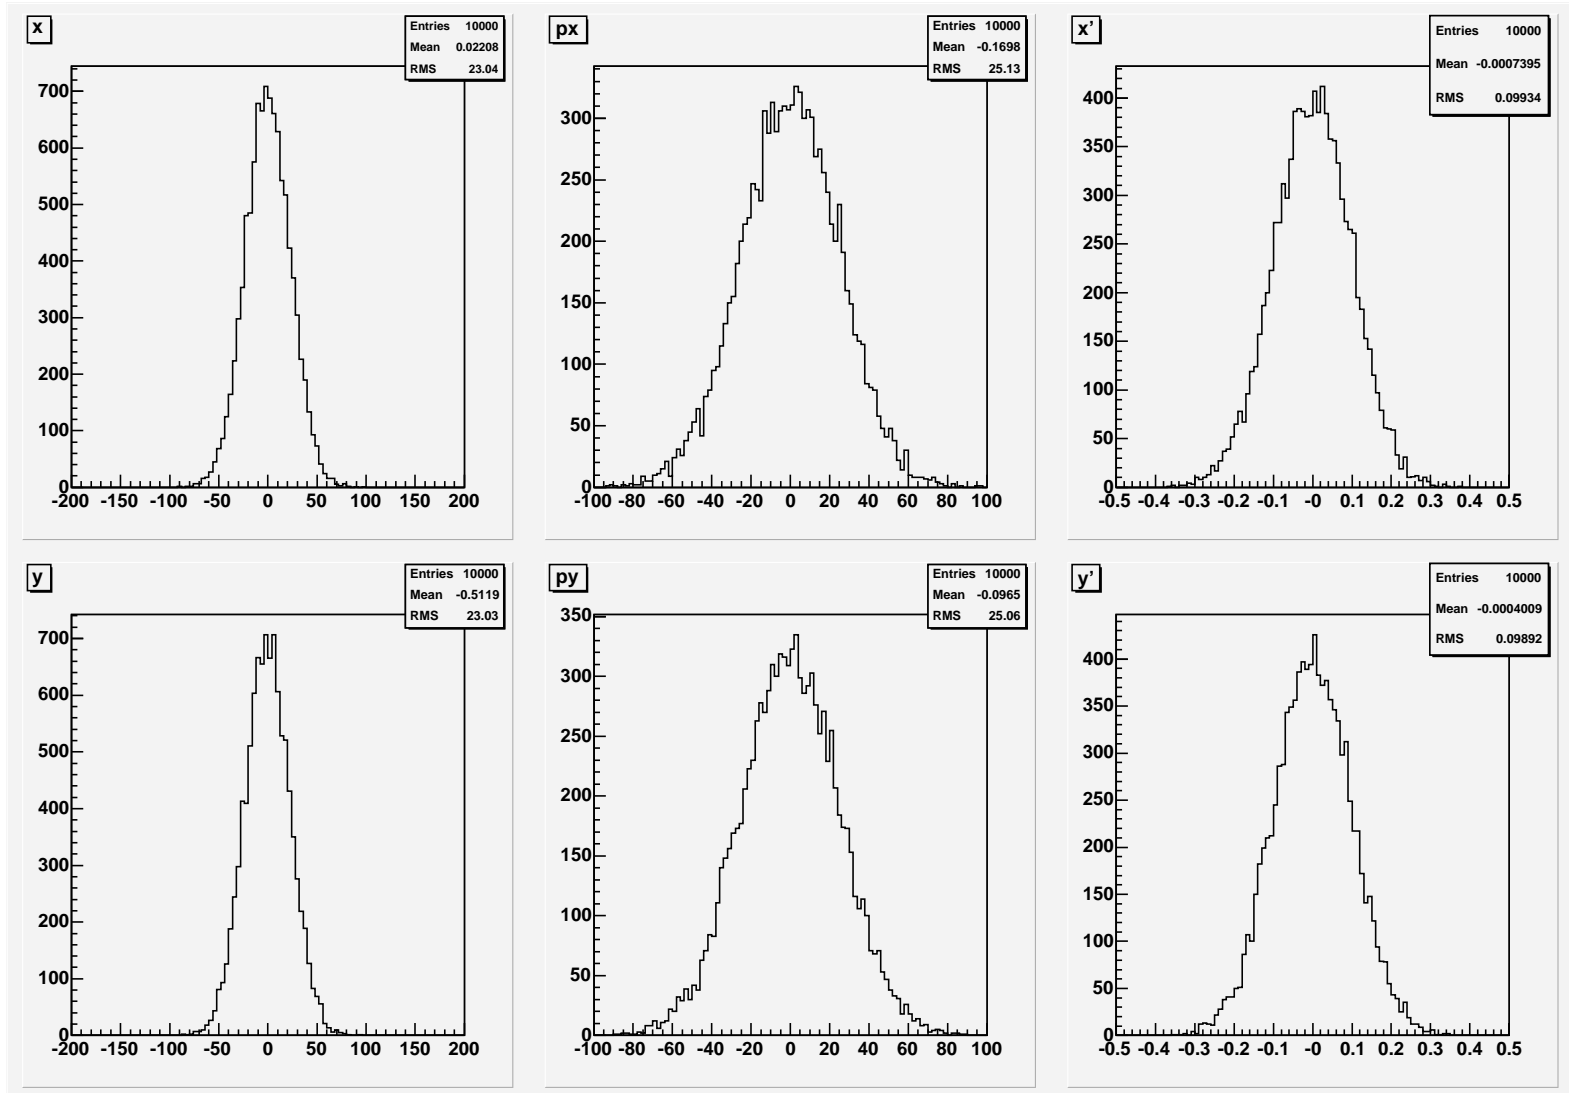 x
Entries 10000
Mean 0.02208
RMS 23.04
700
600
500
400
300
200
100
0
-200 -150 -100 -50 0 50 100 150 200
px
Entries 10000
Mean -0.1698
RMS 25.13
300
250
200
150
100
50
0
-100 -80 -60 -40 -20 0 20 40 60 80 100
x'
Entries 10000
Mean -0.0007395
RMS 0.09934
400
350
300
250
200
150
100
50
0
-0.5 -0.4 -0.3 -0.2 -0.1 -0 0.1 0.2 0.3 0.4 0.5
y
Entries 10000
Mean -0.5119
RMS 23.03
700
600
500
400
300
200
100
0
-200 -150 -100 -50 0 50 100 150 200
py
Entries 10000
Mean -0.0965
RMS 25.06
350
300
250
200
150
100
50
0
-100 -80 -60 -40 -20 0 20 40 60 80 100
y'
Entries 10000
Mean -0.0004009
RMS 0.09892
400
350
300
250
200
150
100
50
0
-0.5 -0.4 -0.3 -0.2 -0.1 -0 0.1 0.2 0.3 0.4 0.5